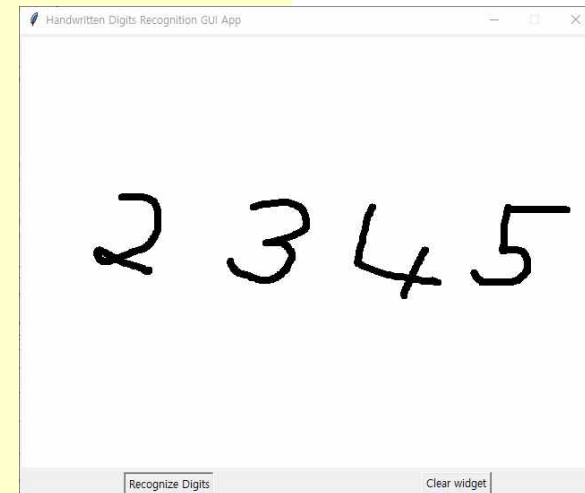 Handwritten Digits Recognition GUI App
2 3 4 5
Recognize Digits Clear widget